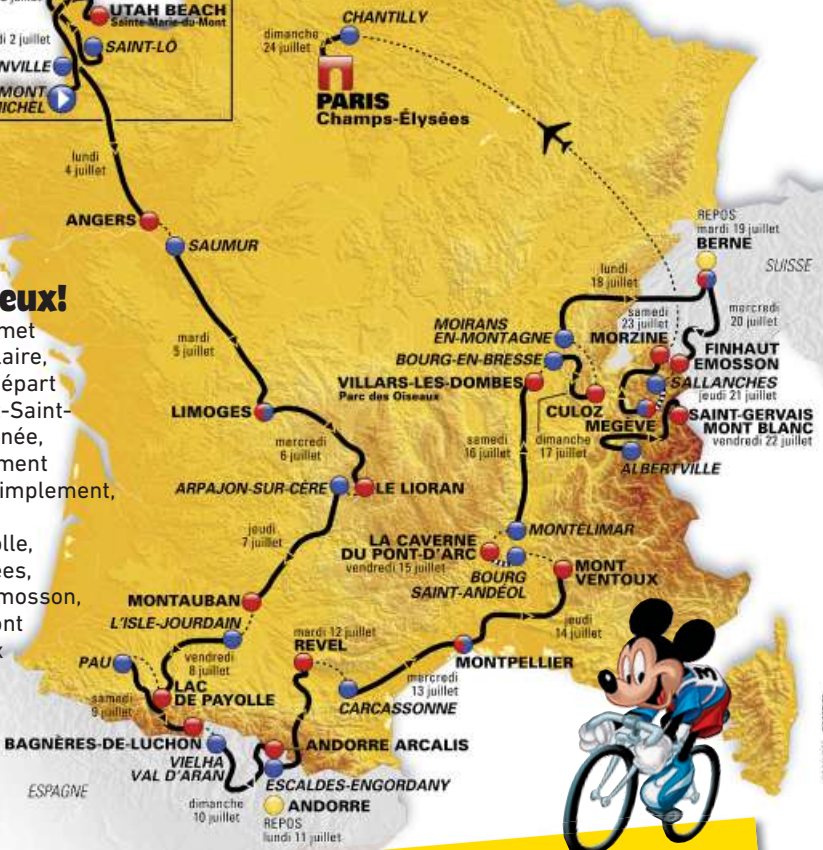 UTAH BEACH
Sainte-Marie-du-Mont
di 2 juillet
SAINT-LÔ
NVILLE
MONT
MICHEL
dimanche
24 juillet
CHANTILLY
PARIS
Champs-Élysées
lundi
4 juillet
ANGERS
SAUMUR
eux!
met
laire,
épart
-Saint-
née,
ment
implement,
olle,
ées,
mosson,
ont
x
mardi
5 juillet
LIMOGES
mercredi
6 juillet
ARPAJON-SUR-CÈRE
LE LIORAN
jeudi
7 juillet
MONTAUBAN
L'ISLE-JOURDAIN
vendredi
8 juillet
PAU
LAC
DE PAYOLLE
samedi
9 juillet
BAGNÈRES-DE-LUCHON
VIELHA
VAL D'ARAN
dimanche
10 juillet
ESPAGNE
ANDORRE ARCALIS
ESCALDES-ENGORDANY
ANDORRE
REPOS
lundi 11 juillet
mardi 12 juillet
REVEL
CARCASSONNE
mercredi
13 juillet
MONTPELLIER
jeudi
14 juillet
MONT
VENTOUX
LA CAVERNE
DU PONT-D'ARC
vendredi 15 juillet
BOURG
SAINT-ANDÉOL
MONTÉLIMAR
samedi
16 juillet
VILLARS-LES-DOMBES
Parc des Oiseaux
BOURG-EN-BRESSE
dimanche
17 juillet
CULOZ
MOIRANS
EN-MONTAGNE
lundi
18 juillet
REPOS
mardi 19 juillet
BERNE
SUISSE
mercredi
20 juillet
FINHAUT
EMOSSON
SALLANCHES
jeudi 21 juillet
MEGÈVE
ALBERTVILLE
SAINT-GERVAIS
MONT BLANC
vendredi 22 juillet
samedi
23 juillet
MORZINE